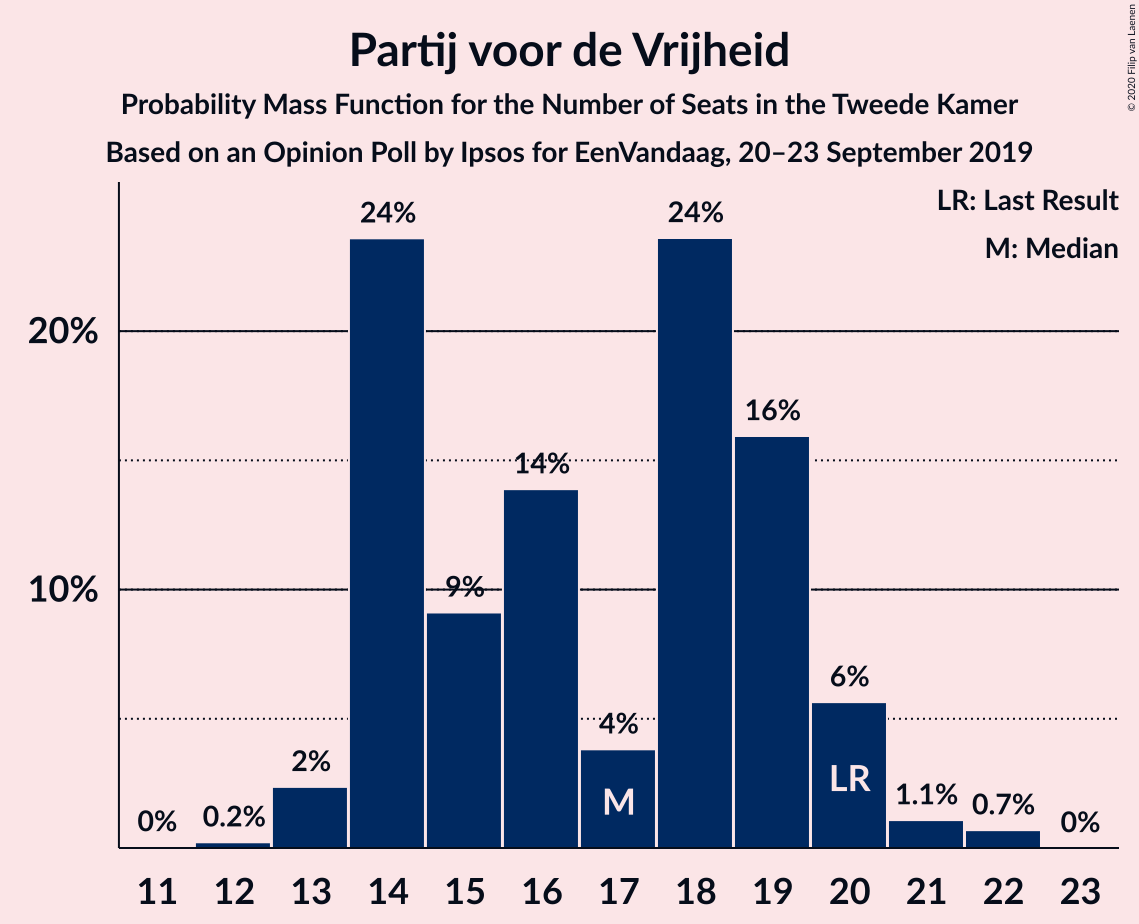 Partij voor de Vrijheid
Probability Mass Function for the Number of Seats in the Tweede Kamer
Based on an Opinion Poll by Ipsos for EenVandaag, 20–23 September 2019
© 2020 Filip van Laenen
LR: Last Result
M: Median
20%
10%
0%
0.2%
2%
24%
9%
14%
4%
24%
16%
6%
1.1%
0.7%
0%
M
LR
11 12 13 14 15 16 17 18 19 20 21 22 23